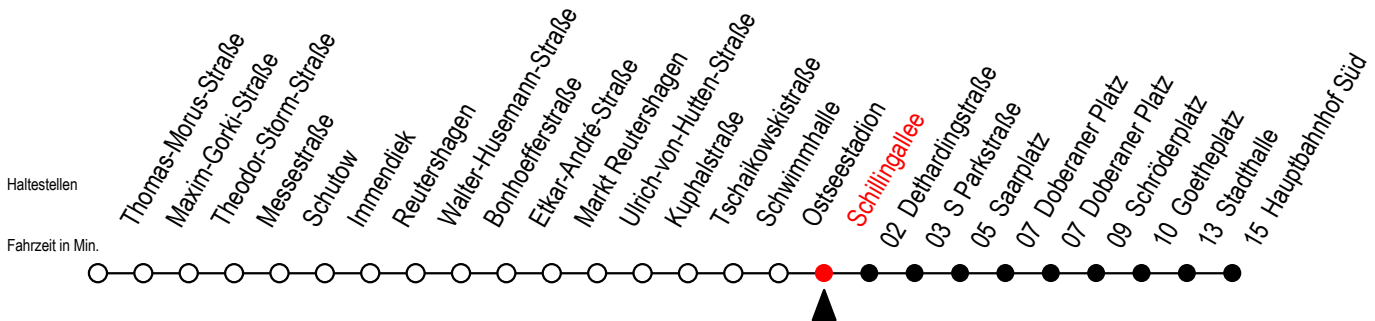 Haltestellen
Fahrzeit in Min.
Thomas-Morus-Straße
Maxim-Gorki-Straße
Theodor-Storm-Straße
Messestraße
Schutow
Immendiek
Reutershagen
Walter-Husemann-Straße
Bonhoefferstraße
Etkar-André-Straße
Markt Reutershagen
Ulrich-von-Hutten-Straße
Kuphalstraße
Tschaikowskistraße
Schwimmhalle
Ostseestadion
Schillingallee
02 Dethardingstraße
03 S Parkstraße
05 Saarplatz
07 Doberaner Platz
07 Doberaner Platz
09 Schröderplatz
10 Goetheplatz
13 Stadthalle
15 Hauptbahnhof Süd